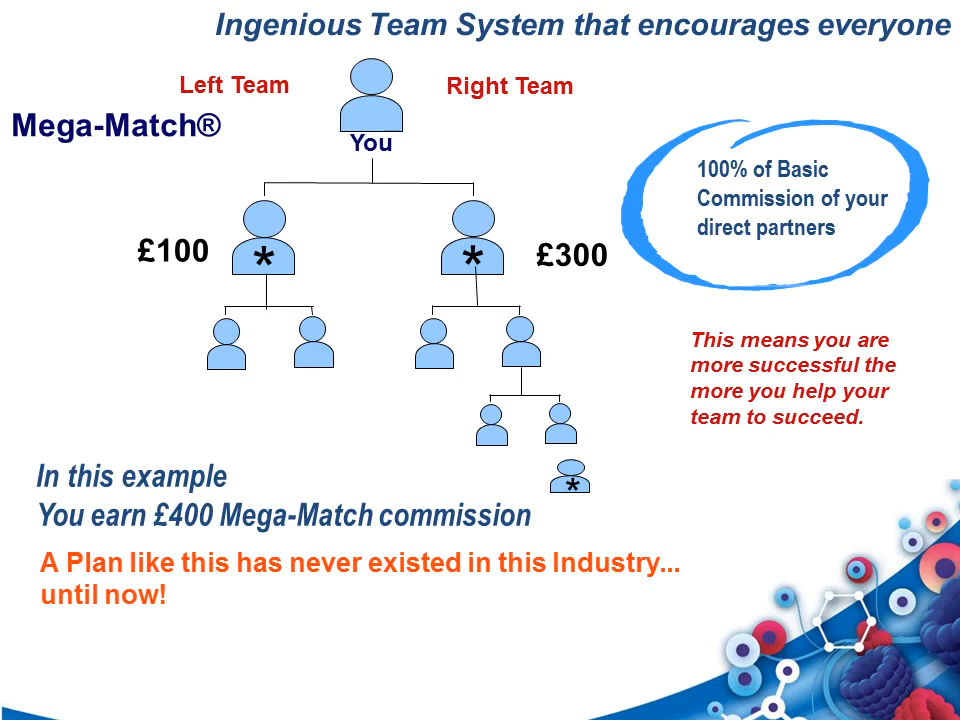 Ingenious Team System that encourages everyone
Left Team
Right Team
Mega-Match®
You
100% of Basic
Commission of your
direct partners
£100
*
*
£300
This means you are
more successful the
more you help your
team to succeed.
*
In this example
You earn £400 Mega-Match commission
A Plan like this has never existed in this Industry...
until now!